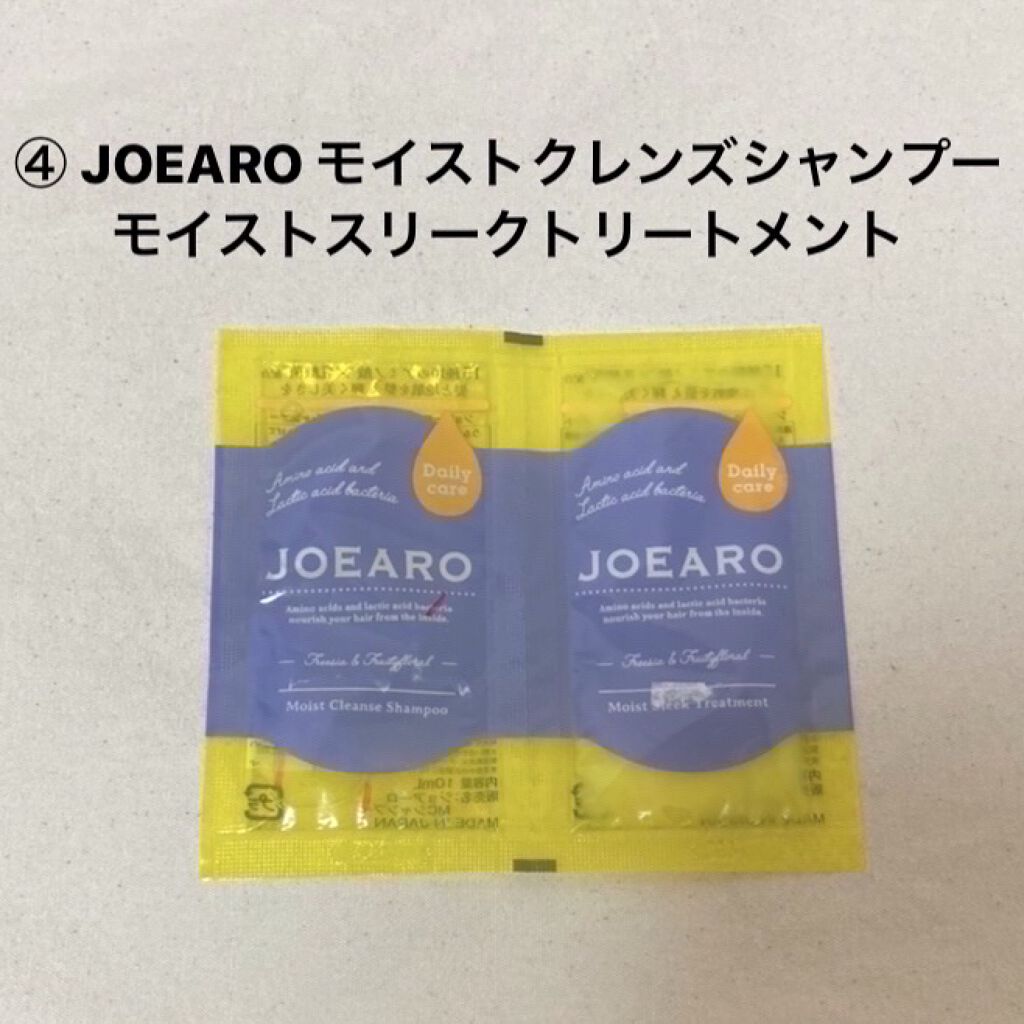 ④ JOEARO モイストクレンズシャンプー
モイストスリークトリートメント
Amino acid and
Lactic acid bacteria
Daily
care
JOEARO
Amino acids and lactic acid bacteria
nourish your hair from the inside.
Freesia & Fruityfloral
Moist Cleanse Shampoo
内容量 10mL
MADE IN JAPAN
Amino acid and
Lactic acid bacteria
Daily
care
JOEARO
Amino acids and lactic acid bacteria
nourish your hair from the inside.
Freesia & Fruityfloral
Moist Sleek Treatment